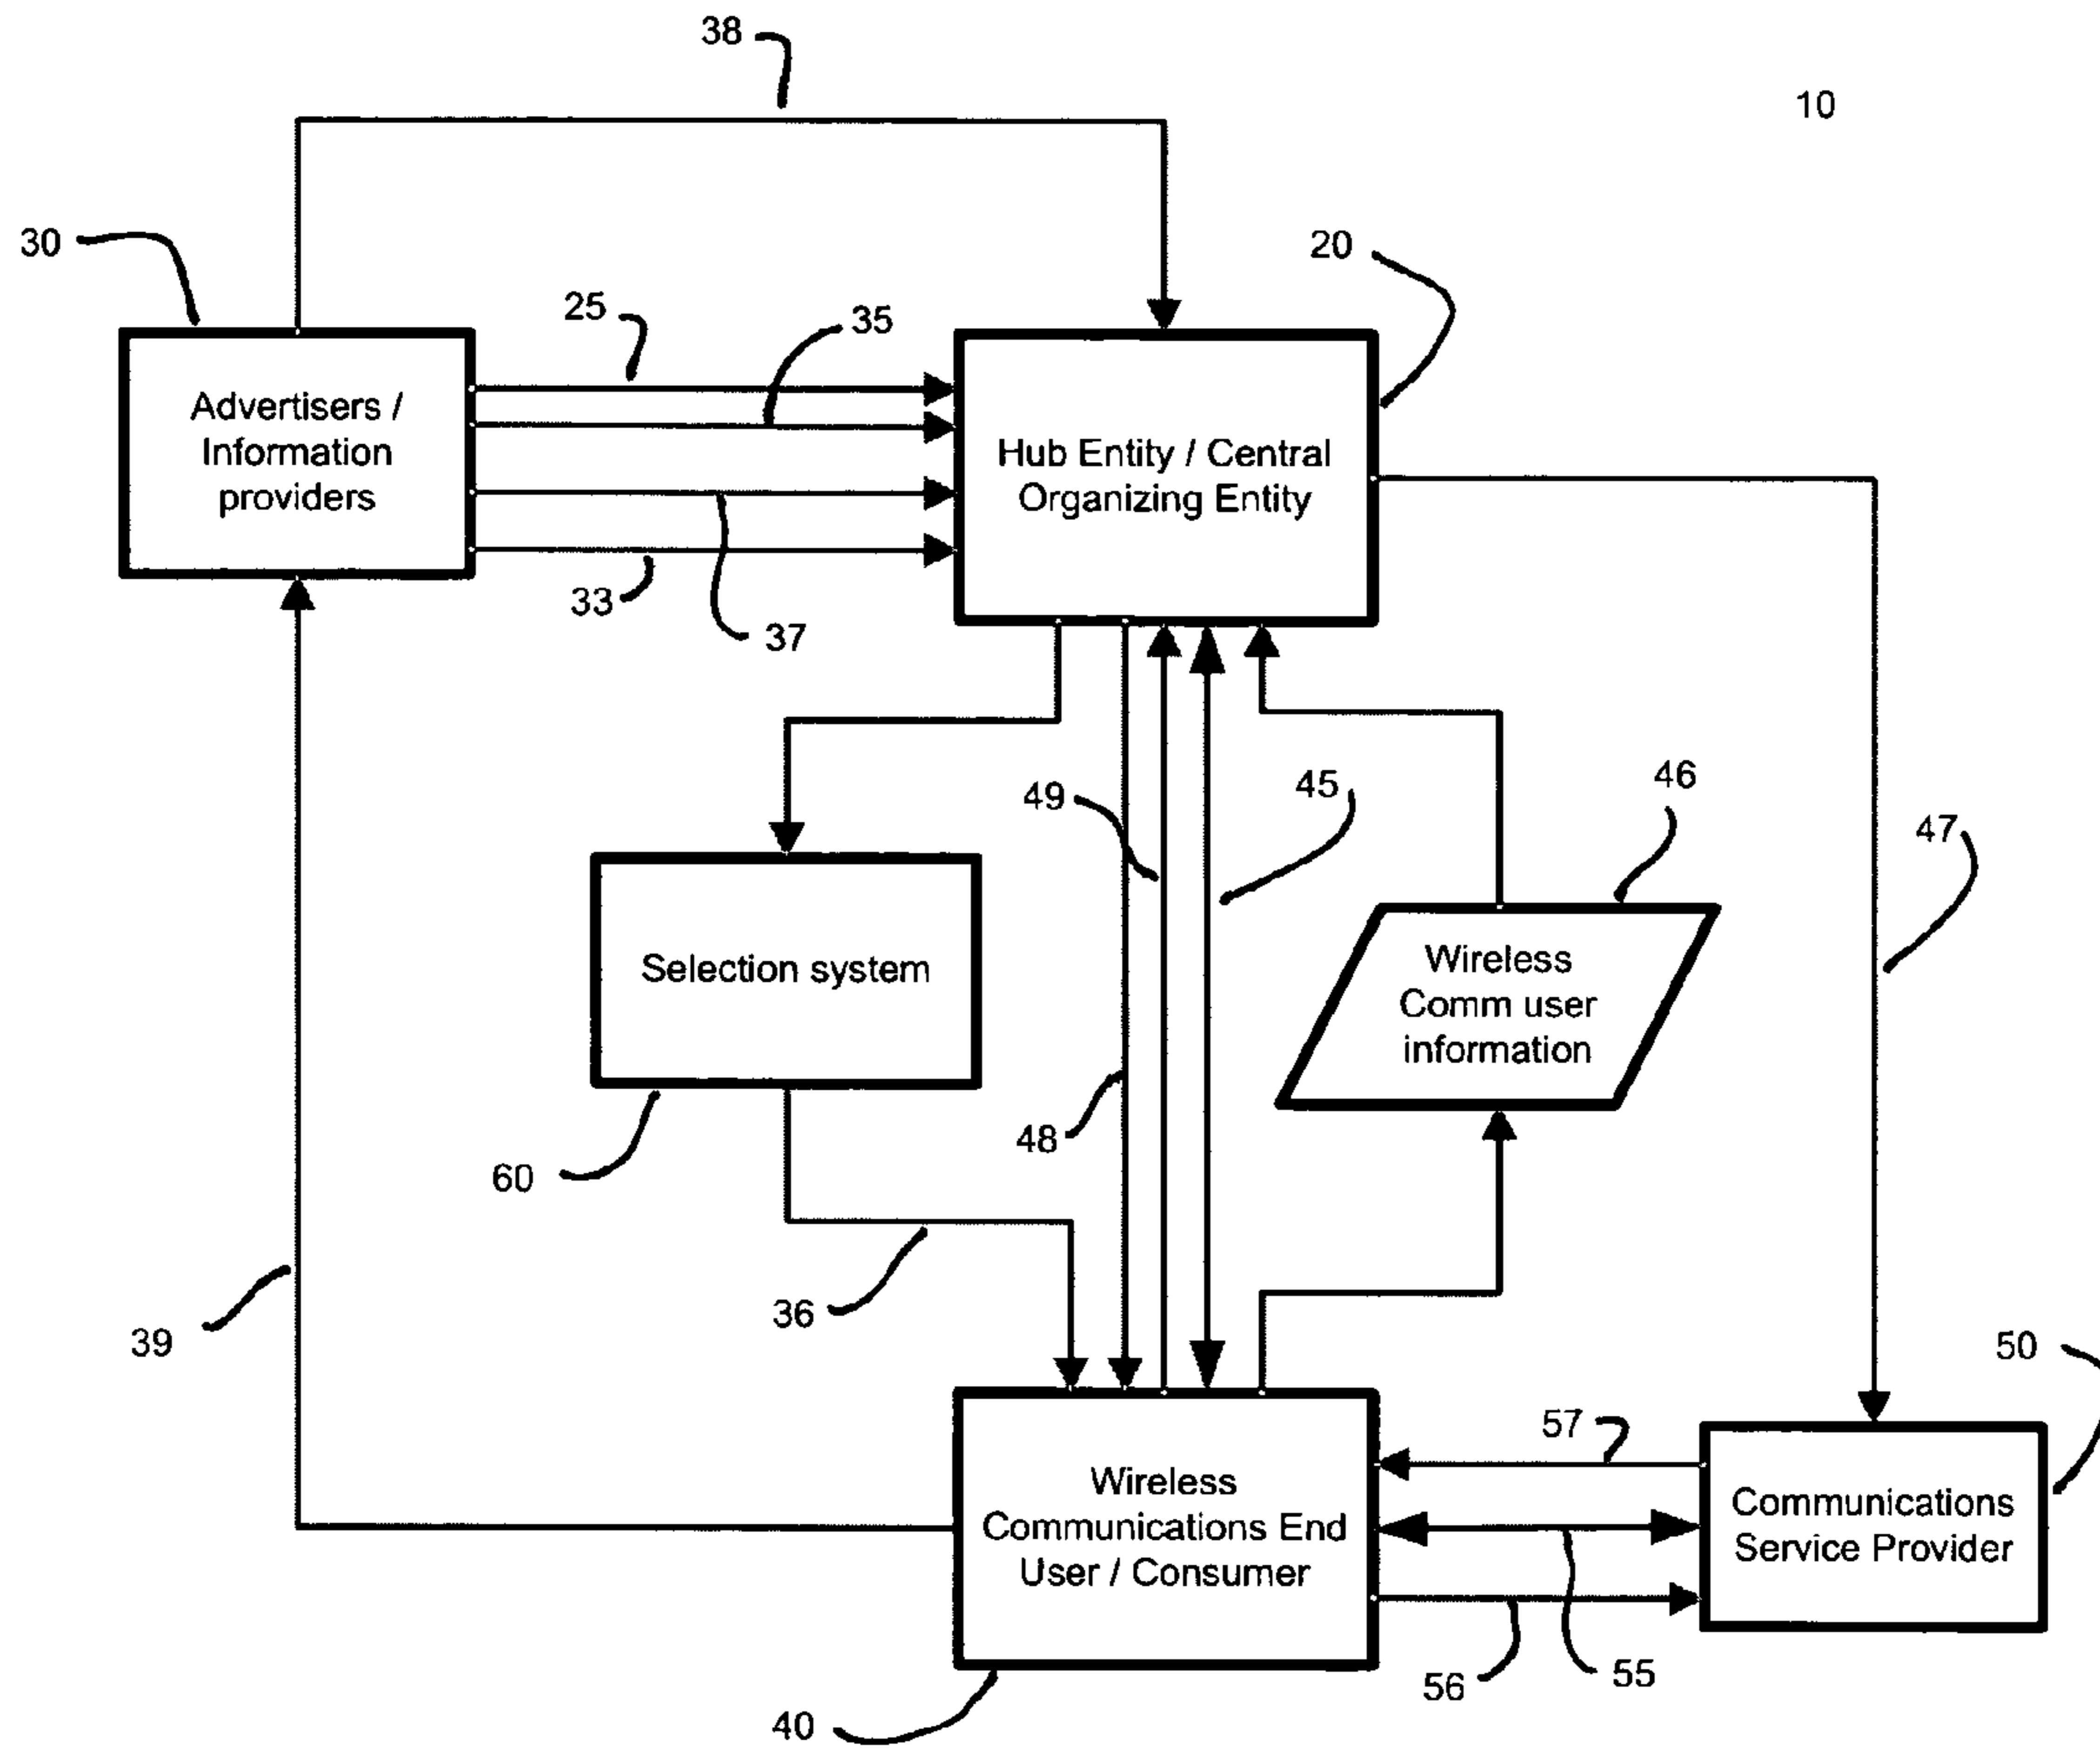 38
10
30
20
25
35
Advertisers /
Information
providers
Hub Entity / Central
Organizing Entity
33
37
49
45
46
47
Selection system
Wireless
Comm user
information
48
60
36
39
50
57
Wireless
Communications End
User / Consumer
Communications
Service Provider
56
55
40